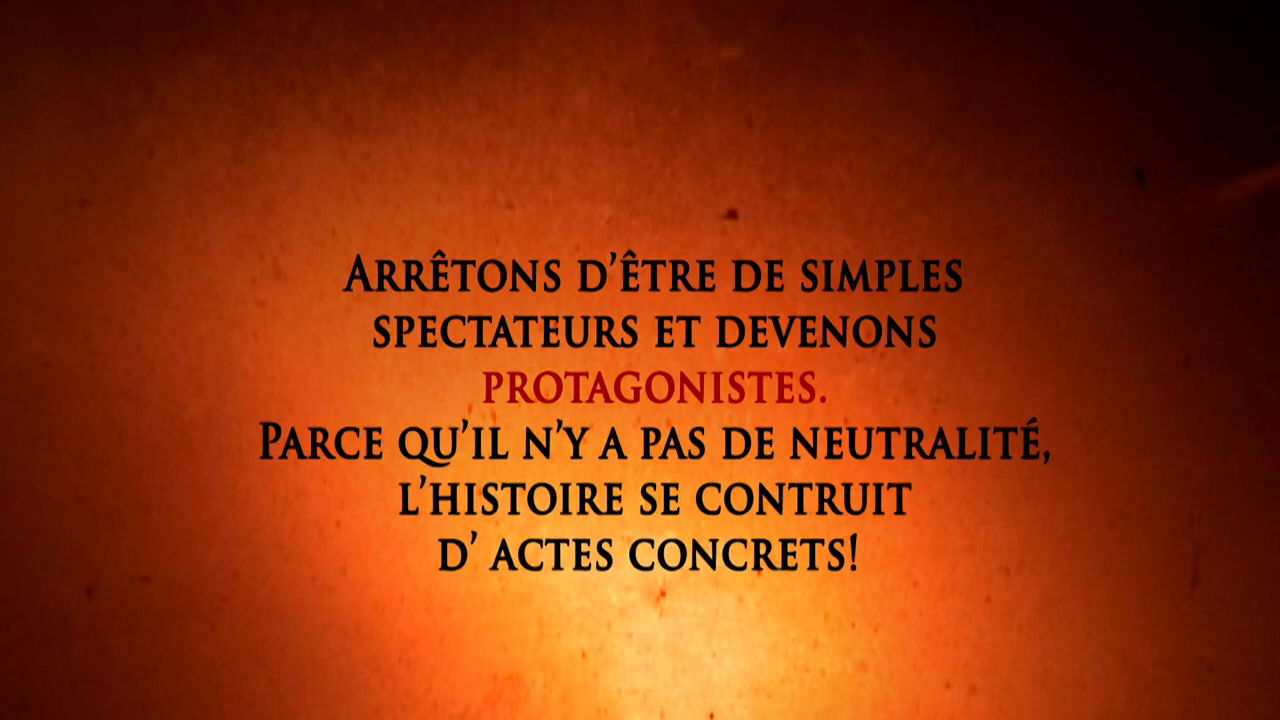 Arrêtons d'être de simples
spectateurs et devenons
protagonistes.
Parce qu'il n'y a pas de neutralité,
l'histoire se contruit
d' actes concrets!